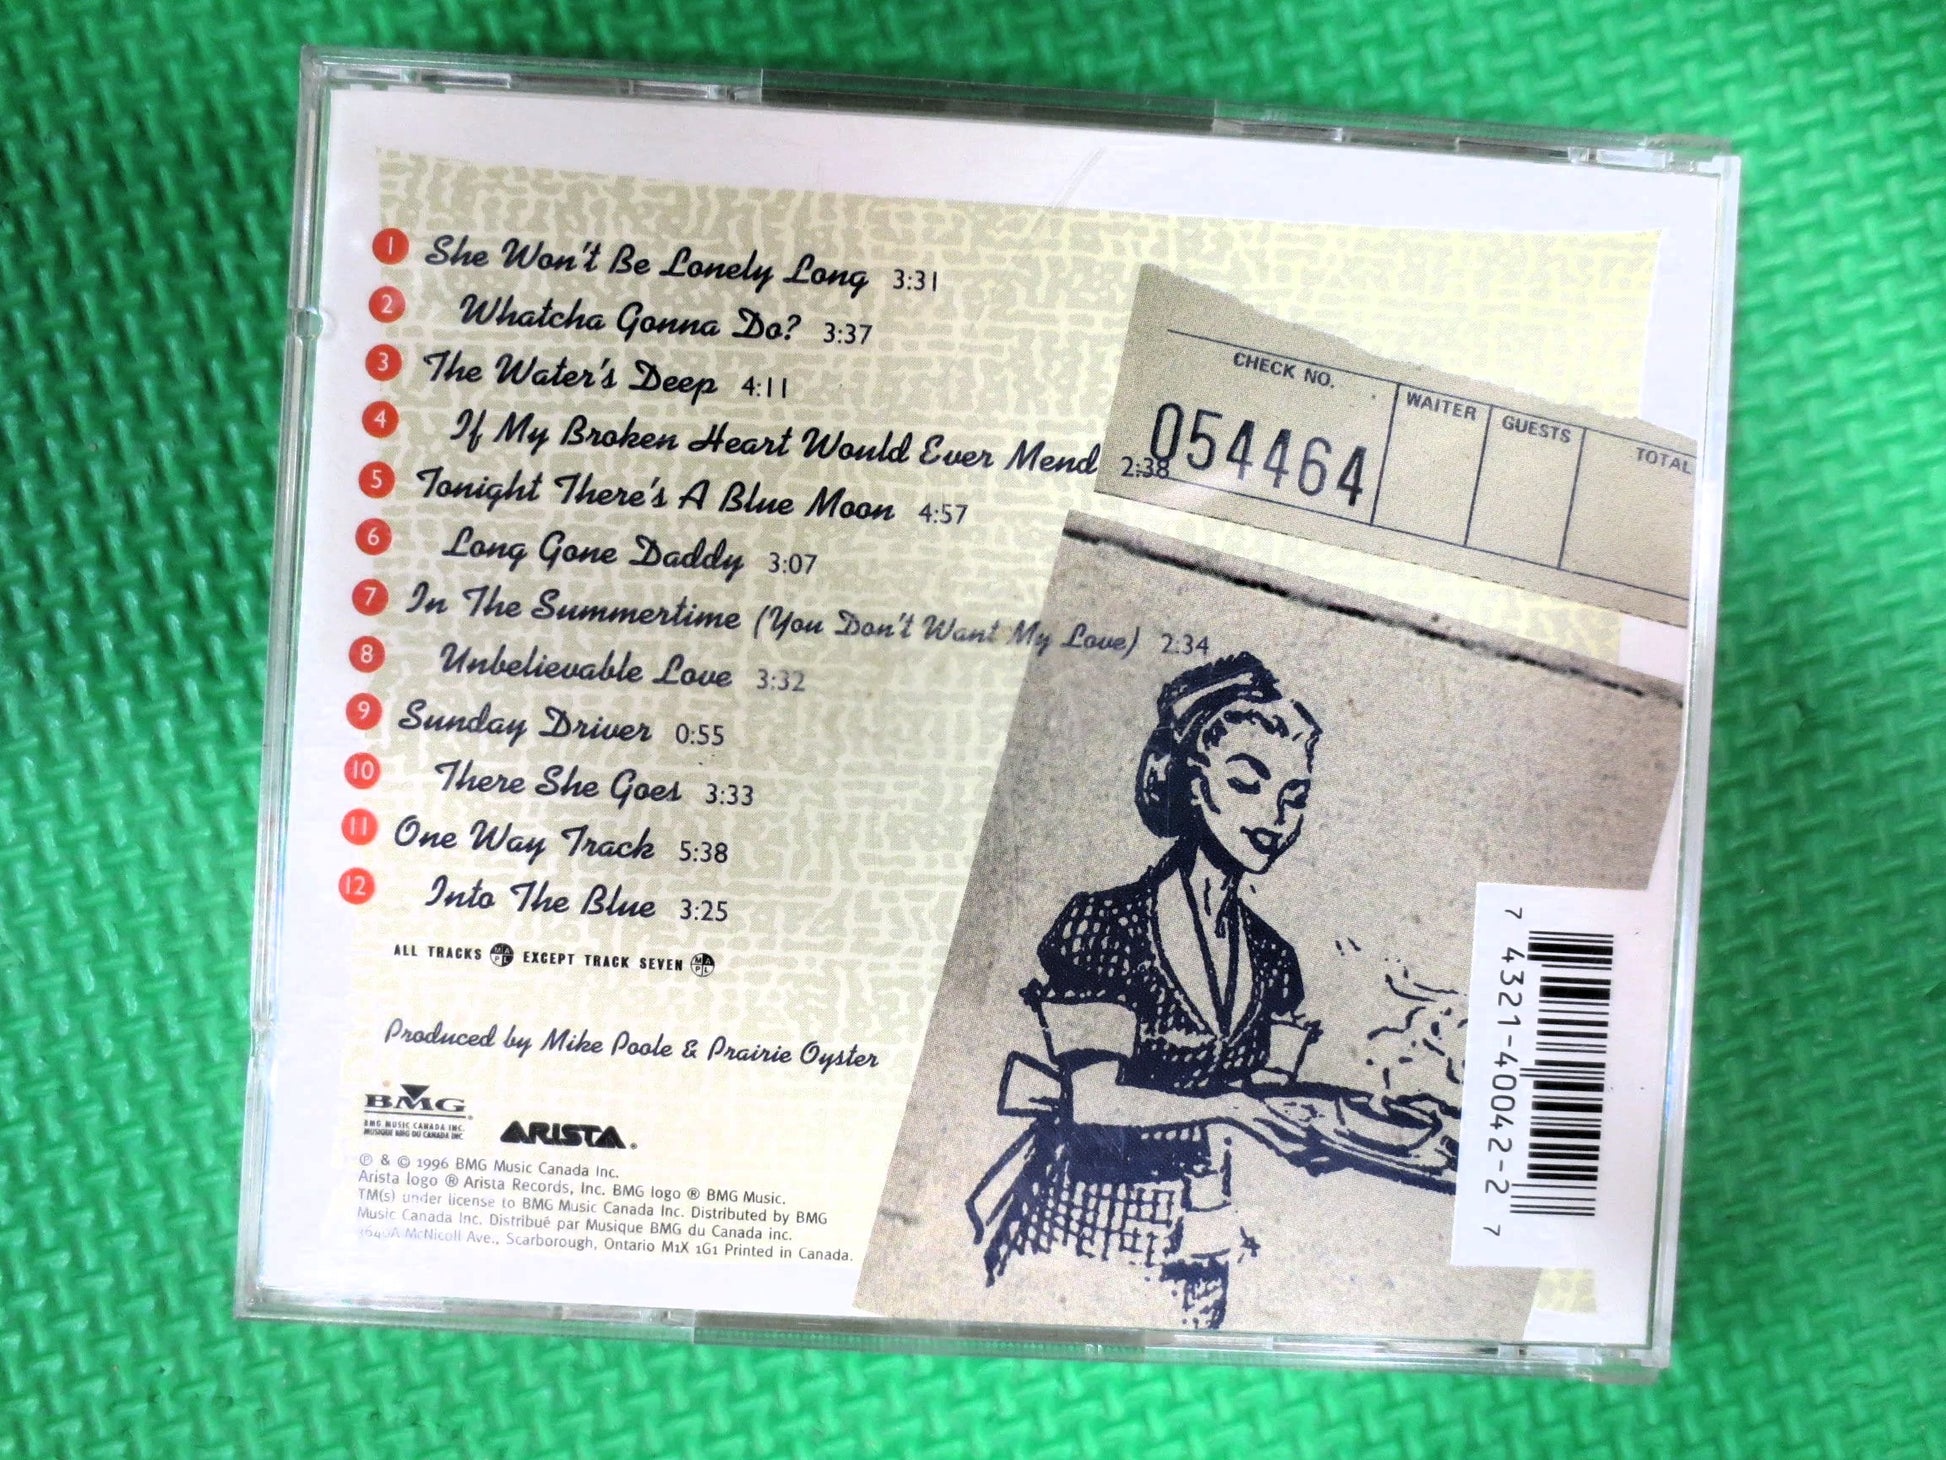 1 She Won't Be Lonely Long 3:31
2 Whatcha Gonna Do? 3:37
3 The Water's Deep 4:11
4 If My Broken Heart Would Ever Mend 2:38
5 Tonight There's A Blue Moon 4:57
6 Long Gone Daddy 3:07
7 In The Summertime (You Don't Want My Love) 2:34
8 Unbelievable Love 3:32
9 Sunday Driver 0:55
10 There She Goes 3:33
11 One Way Track 5:38
12 Into The Blue 3:25
ALL TRACKS MAPL EXCEPT TRACK SEVEN MAPL
Produced by Mike Poole & Prairie Oyster
BMG
BMG MUSIC CANADA INC.
MUSIQUE BMG DU CANADA INC.
ARISTA®
℗ & © 1996 BMG Music Canada Inc.
Arista logo ® Arista Records, Inc. BMG logo ® BMG Music.
TM(s) under license to BMG Music Canada Inc. Distributed by BMG
Music Canada Inc. Distribué par Musique BMG du Canada inc.
3640A McNicoll Ave., Scarborough, Ontario M1X 1G1 Printed in Canada.
CHECK NO. WAITER GUESTS TOTAL
054464
7 4321-40042-2 7